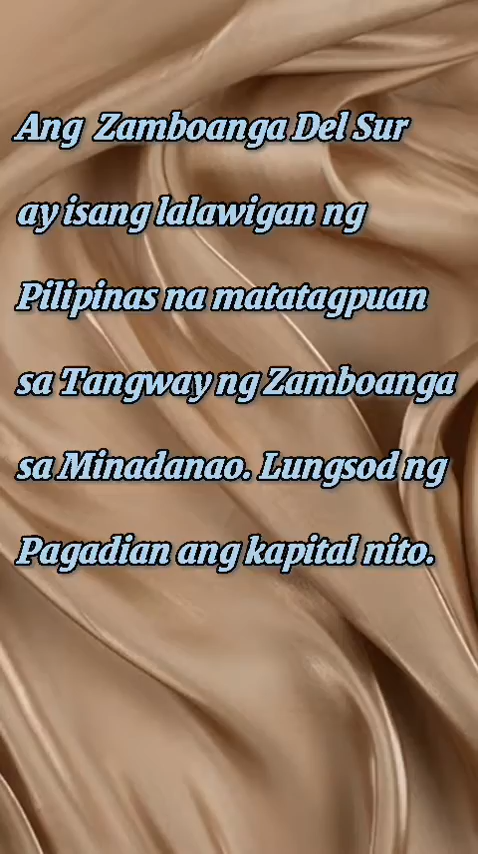 Ang Zamboanga Del Sur
ay isang lalawigan ng
Pilipinas na matatagpuan
sa Tangway ng Zamboanga
sa Minadanao. Lungsod ng
Pagadian ang kapital nito.